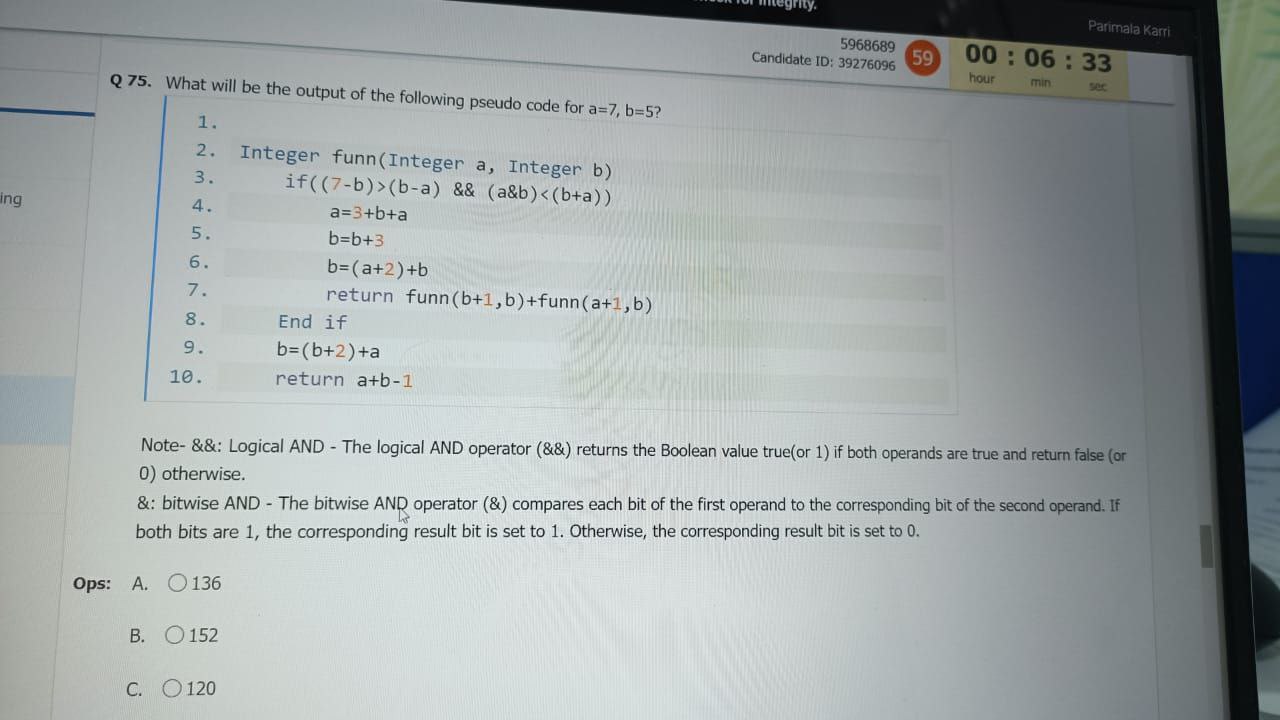 for integrity.
Parimala Karri
5968689
Candidate ID: 39276096
59
00 : 06 : 33
hour min sec
Q 75. What will be the output of the following pseudo code for a=7, b=5?
1.
2. Integer funn(Integer a, Integer b)
3. if((7-b)>(b-a) && (a&b)<(b+a))
4. a=3+b+a
5. b=b+3
6. b=(a+2)+b
7. return funn(b+1,b)+funn(a+1,b)
8. End if
9. b=(b+2)+a
10. return a+b-1
ing
Note- &&: Logical AND - The logical AND operator (&&) returns the Boolean value true(or 1) if both operands are true and return false (or
0) otherwise.
&: bitwise AND - The bitwise AND operator (&) compares each bit of the first operand to the corresponding bit of the second operand. If
both bits are 1, the corresponding result bit is set to 1. Otherwise, the corresponding result bit is set to 0.
Ops: A. 136
B. 152
C. 120